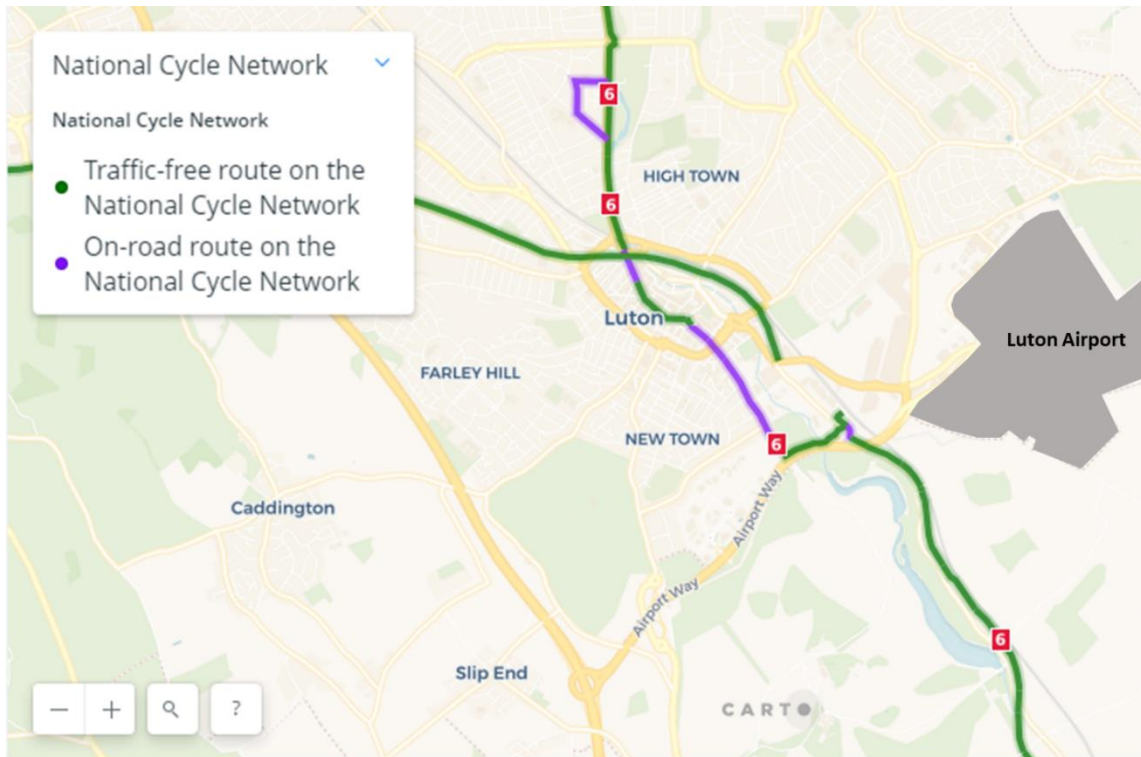 National Cycle Network
National Cycle Network
Traffic-free route on the
National Cycle Network
On-road route on the
National Cycle Network
6
HIGH TOWN
6
Luton
Luton Airport
FARLEY HILL
NEW TOWN
6
Caddington
Airport Way
Airport Way
6
Slip End
CARTO
− + ?